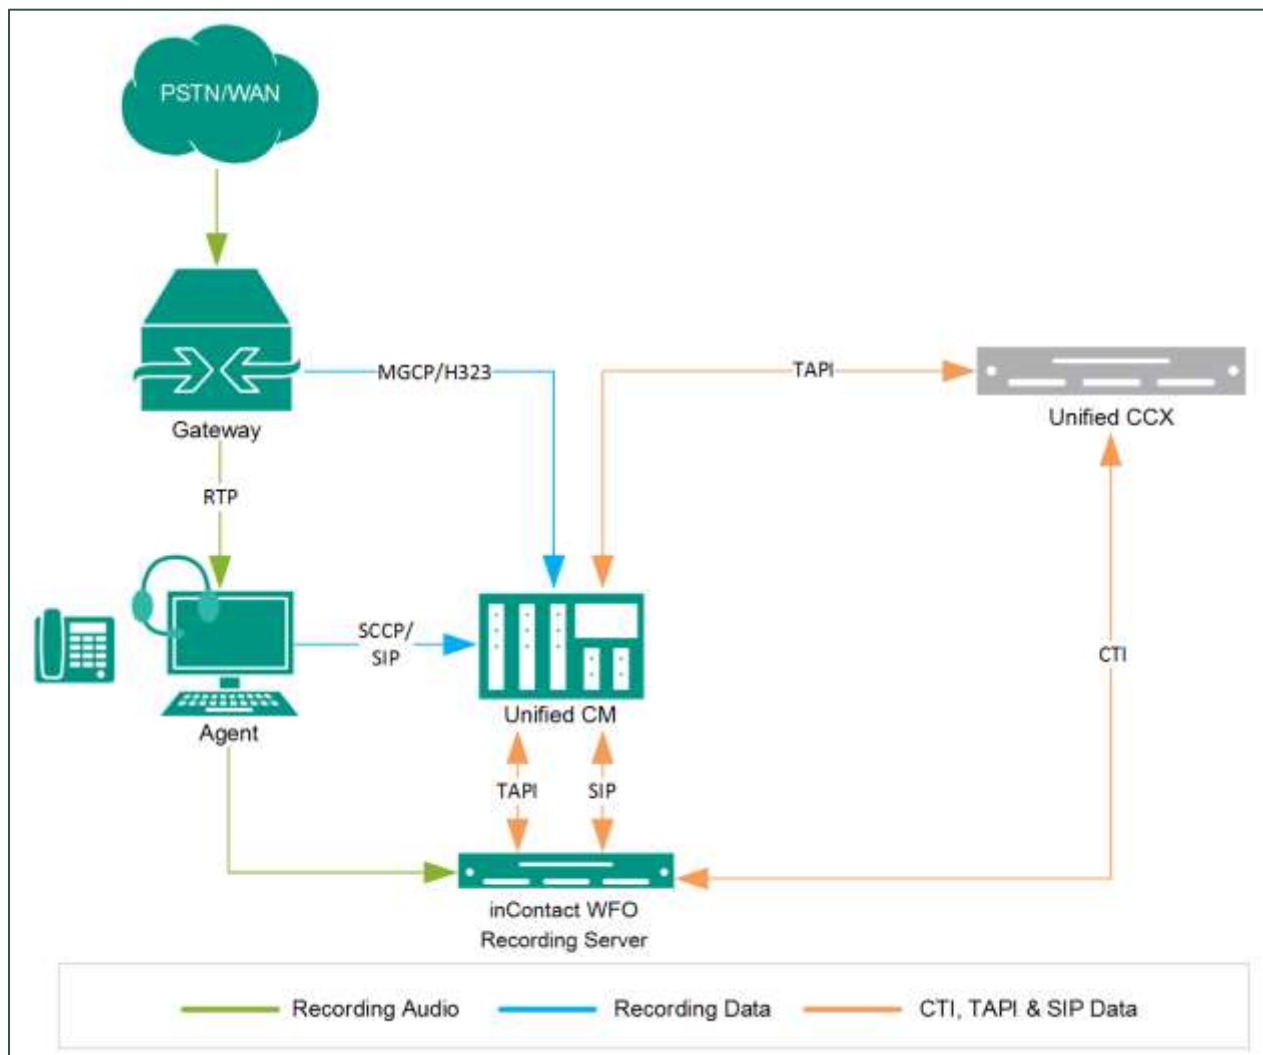 PSTN/WAN
MGCP/H323
TAPI
Unified CCX
Gateway
RTP
SCCP/
SIP
CTI
Unified CM
Agent
TAPI
SIP
inContact WFO
Recording Server
Recording Audio
Recording Data
CTI, TAPI & SIP Data